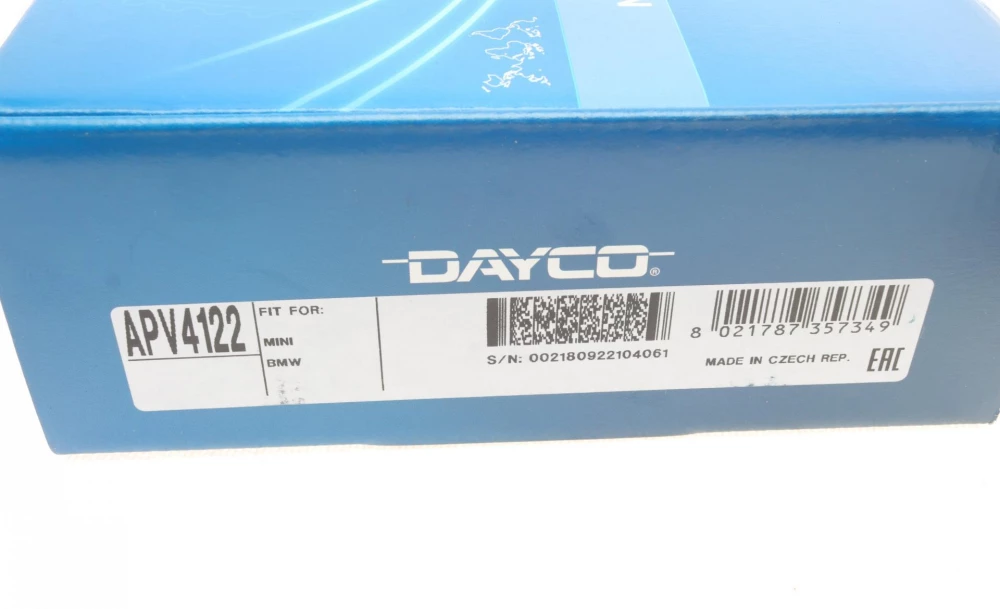 N
DAYCO®
APV4122
FIT FOR:
MINI
BMW
S/N: 002180922104061
8 021787 357349
MADE IN CZECH REP.
EAC